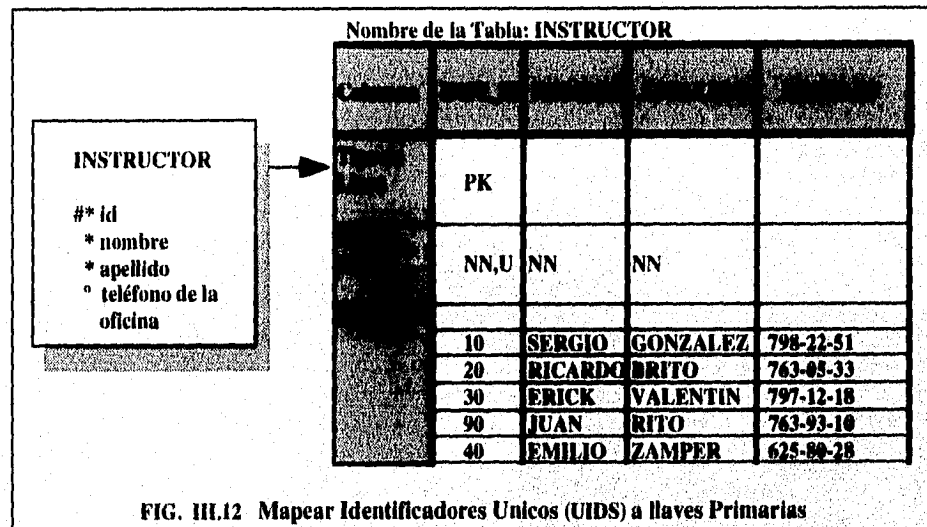 Nombre de la Tabla: INSTRUCTOR
INSTRUCTOR
#* id
* nombre
* apellido
º teléfono de la
oficina
PK
NN,U NN NN
10 SERGIO GONZALEZ 798-22-51
20 RICARDO BRITO 763-05-33
30 ERICK VALENTIN 797-12-18
90 JUAN RITO 763-93-10
40 EMILIO ZAMPER 625-80-28
FIG. III.12 Mapear Identificadores Unicos (UIDS) a llaves Primarias